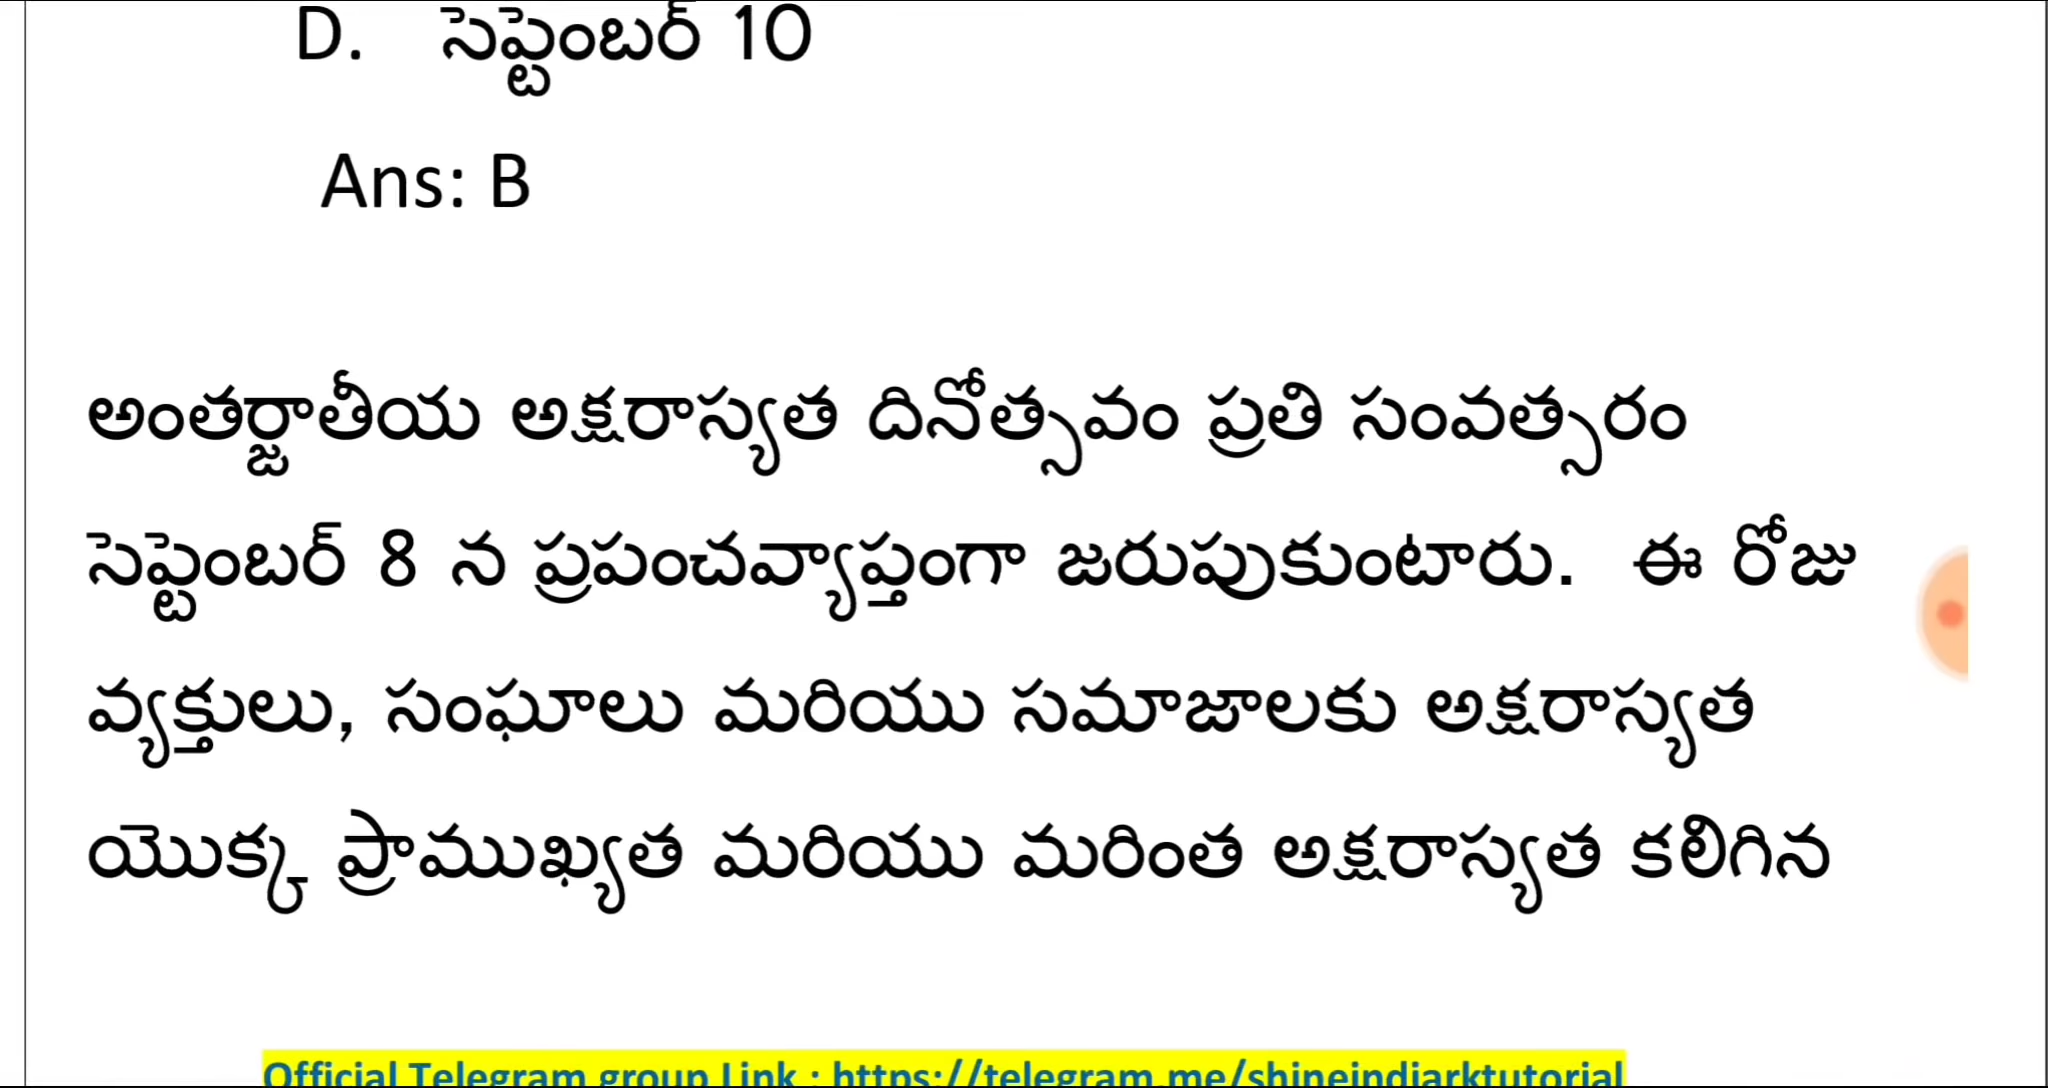 D. సెప్టెంబర్ 10
Ans: B
అంతర్జాతీయ అక్షరాస్యత దినోత్సవం ప్రతి సంవత్సరం
సెప్టెంబర్ 8 న ప్రపంచవ్యాప్తంగా జరుపుకుంటారు. ఈ రోజు
వ్యక్తులు, సంఘాలు మరియు సమాజాలకు అక్షరాస్యత
యొక్క ప్రాముఖ్యత మరియు మరింత అక్షరాస్యత కలిగిన
Official Telegram group Link : https://telegram.me/shineindiarktutorial